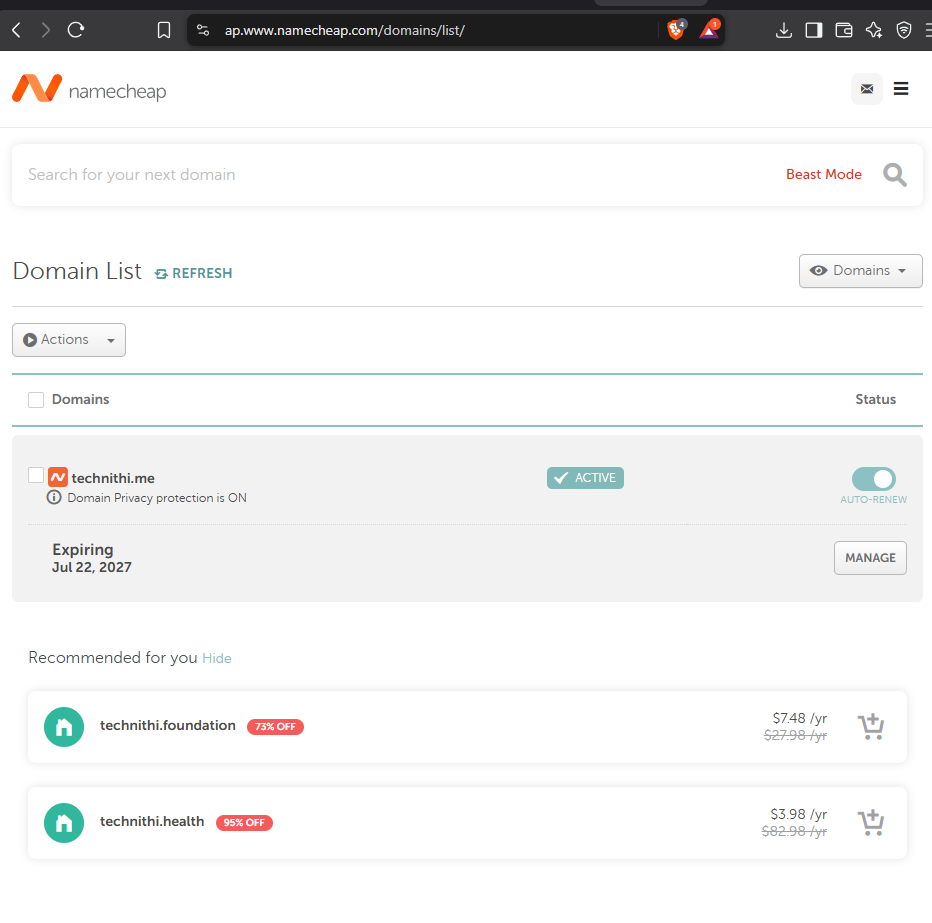 ap.www.namecheap.com/domains/list/
4
1
namecheap
Search for your next domain
Beast Mode
Domain List
REFRESH
Domains
Actions
Domains
Status
technithi.me
ACTIVE
Domain Privacy protection is ON
AUTO-RENEW
Expiring
Jul 22, 2027
MANAGE
Recommended for you Hide
technithi.foundation 73% OFF
$7.48 /yr
$27.98 /yr
technithi.health 95% OFF
$3.98 /yr
$82.98 /yr